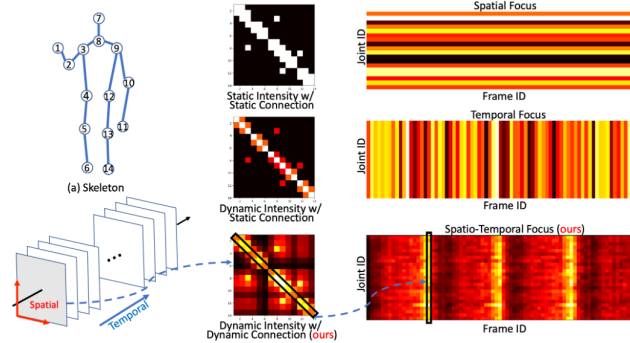 7
1
2
3
8
9
10
4
12
11
5
13
6
14
(a) Skeleton
Spatial
Temporal
Static Intensity w/
Static Connection
Dynamic Intensity w/
Static Connection
Dynamic Intensity w/
Dynamic Connection (ours)
Spatial Focus
Joint ID
Frame ID
Temporal Focus
Joint ID
Frame ID
Spatio-Temporal Focus (ours)
Joint ID
Frame ID